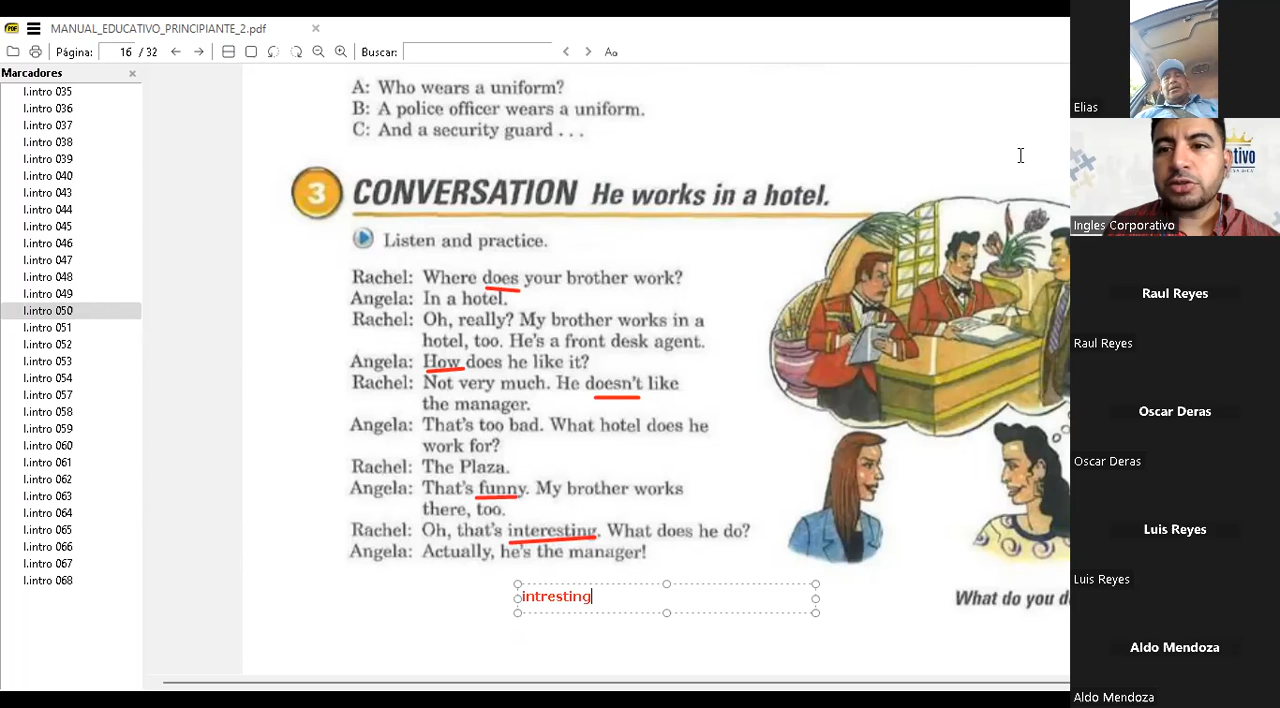 MANUAL_EDUCATIVO_PRINCIPIANTE_2.pdf
Página: 16 / 32 Buscar:
Marcadores
I.intro 035
I.intro 036
I.intro 037
I.intro 038
I.intro 039
I.intro 040
I.intro 043
I.intro 044
I.intro 045
I.intro 046
I.intro 047
I.intro 048
I.intro 049
I.intro 050
I.intro 051
I.intro 052
I.intro 053
I.intro 054
I.intro 057
I.intro 058
I.intro 059
I.intro 060
I.intro 061
I.intro 062
I.intro 063
I.intro 064
I.intro 065
I.intro 066
I.intro 067
I.intro 068
A: Who wears a uniform?
B: A police officer wears a uniform.
C: And a security guard . . .
3 CONVERSATION He works in a hotel.
Listen and practice.
Rachel: Where does your brother work?
Angela: In a hotel.
Rachel: Oh, really? My brother works in a
hotel, too. He's a front desk agent.
Angela: How does he like it?
Rachel: Not very much. He doesn't like
the manager.
Angela: That's too bad. What hotel does he
work for?
Rachel: The Plaza.
Angela: That's funny. My brother works
there, too.
Rachel: Oh, that's interesting. What does he do?
Angela: Actually, he's the manager!
intresting
What do you d
Elias
tivo
Ingles Corporativo
Raul Reyes
Raul Reyes
Oscar Deras
Oscar Deras
Luis Reyes
Luis Reyes
Aldo Mendoza
Aldo Mendoza